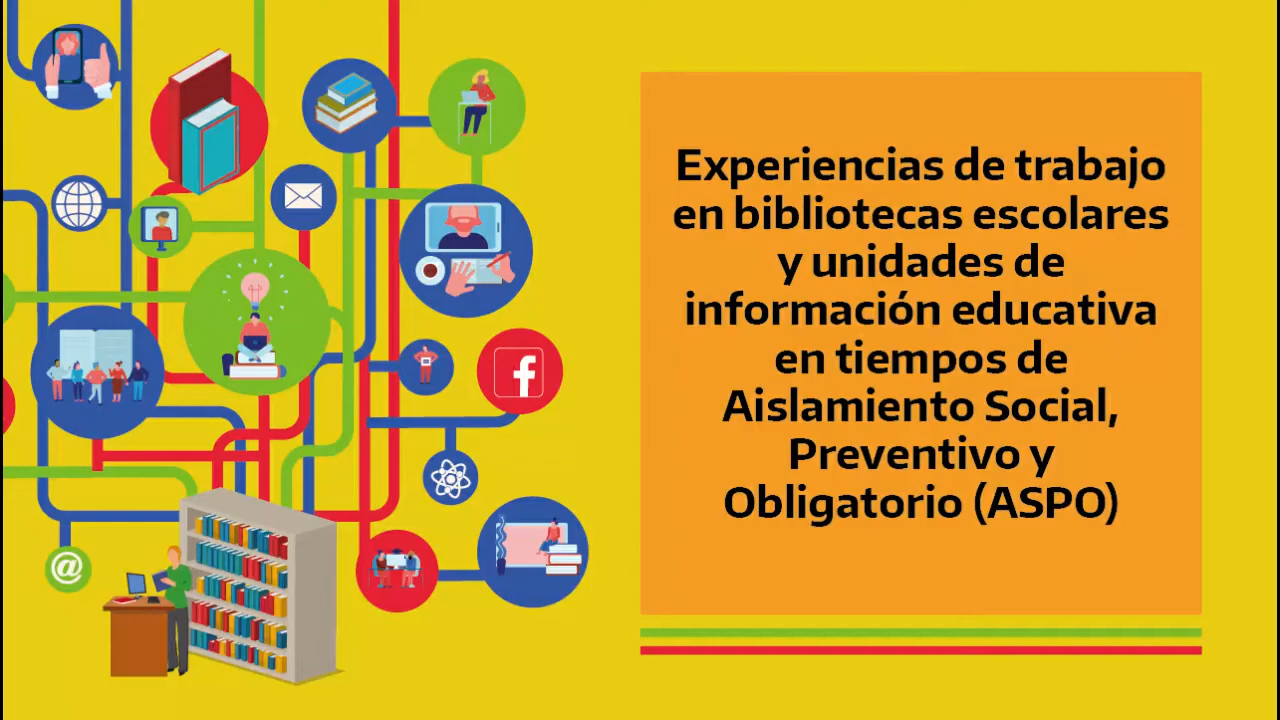 Experiencias de trabajo
en bibliotecas escolares
y unidades de
información educativa
en tiempos de
Aislamiento Social,
Preventivo y
Obligatorio (ASPO)
f
@